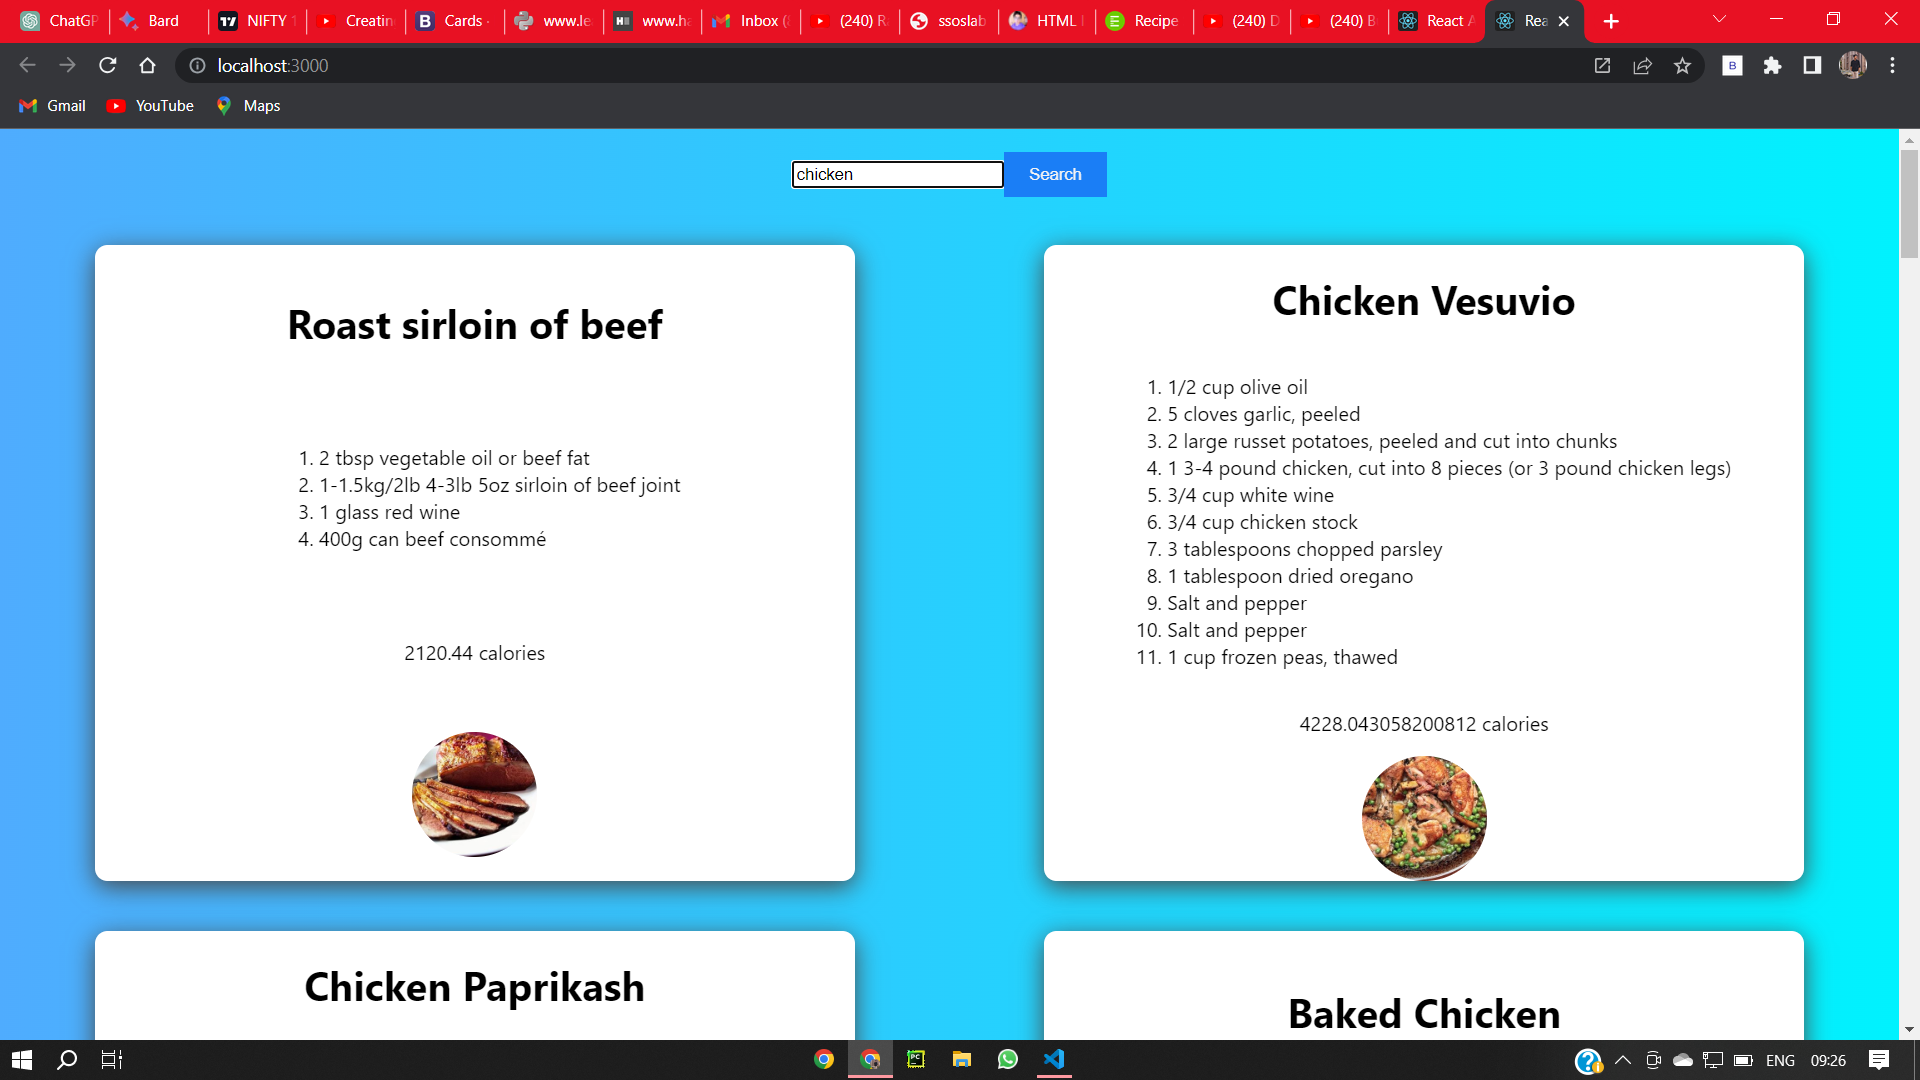 ChatGP
Bard
NIFTY 1
Creatin
Cards ·
www.le
www.ha
Inbox (
(240) R
ssoslab
HTML
Recipe
(240) D
(240) B
React A
Rea
localhost:3000
B
Gmail
YouTube
Maps
chicken
Search
Roast sirloin of beef
1. 2 tbsp vegetable oil or beef fat
2. 1-1.5kg/2lb 4-3lb 5oz sirloin of beef joint
3. 1 glass red wine
4. 400g can beef consommé
2120.44 calories
Chicken Vesuvio
1. 1/2 cup olive oil
2. 5 cloves garlic, peeled
3. 2 large russet potatoes, peeled and cut into chunks
4. 1 3-4 pound chicken, cut into 8 pieces (or 3 pound chicken legs)
5. 3/4 cup white wine
6. 3/4 cup chicken stock
7. 3 tablespoons chopped parsley
8. 1 tablespoon dried oregano
9. Salt and pepper
10. Salt and pepper
11. 1 cup frozen peas, thawed
4228.043058200812 calories
Chicken Paprikash
Baked Chicken
ENG
09:26